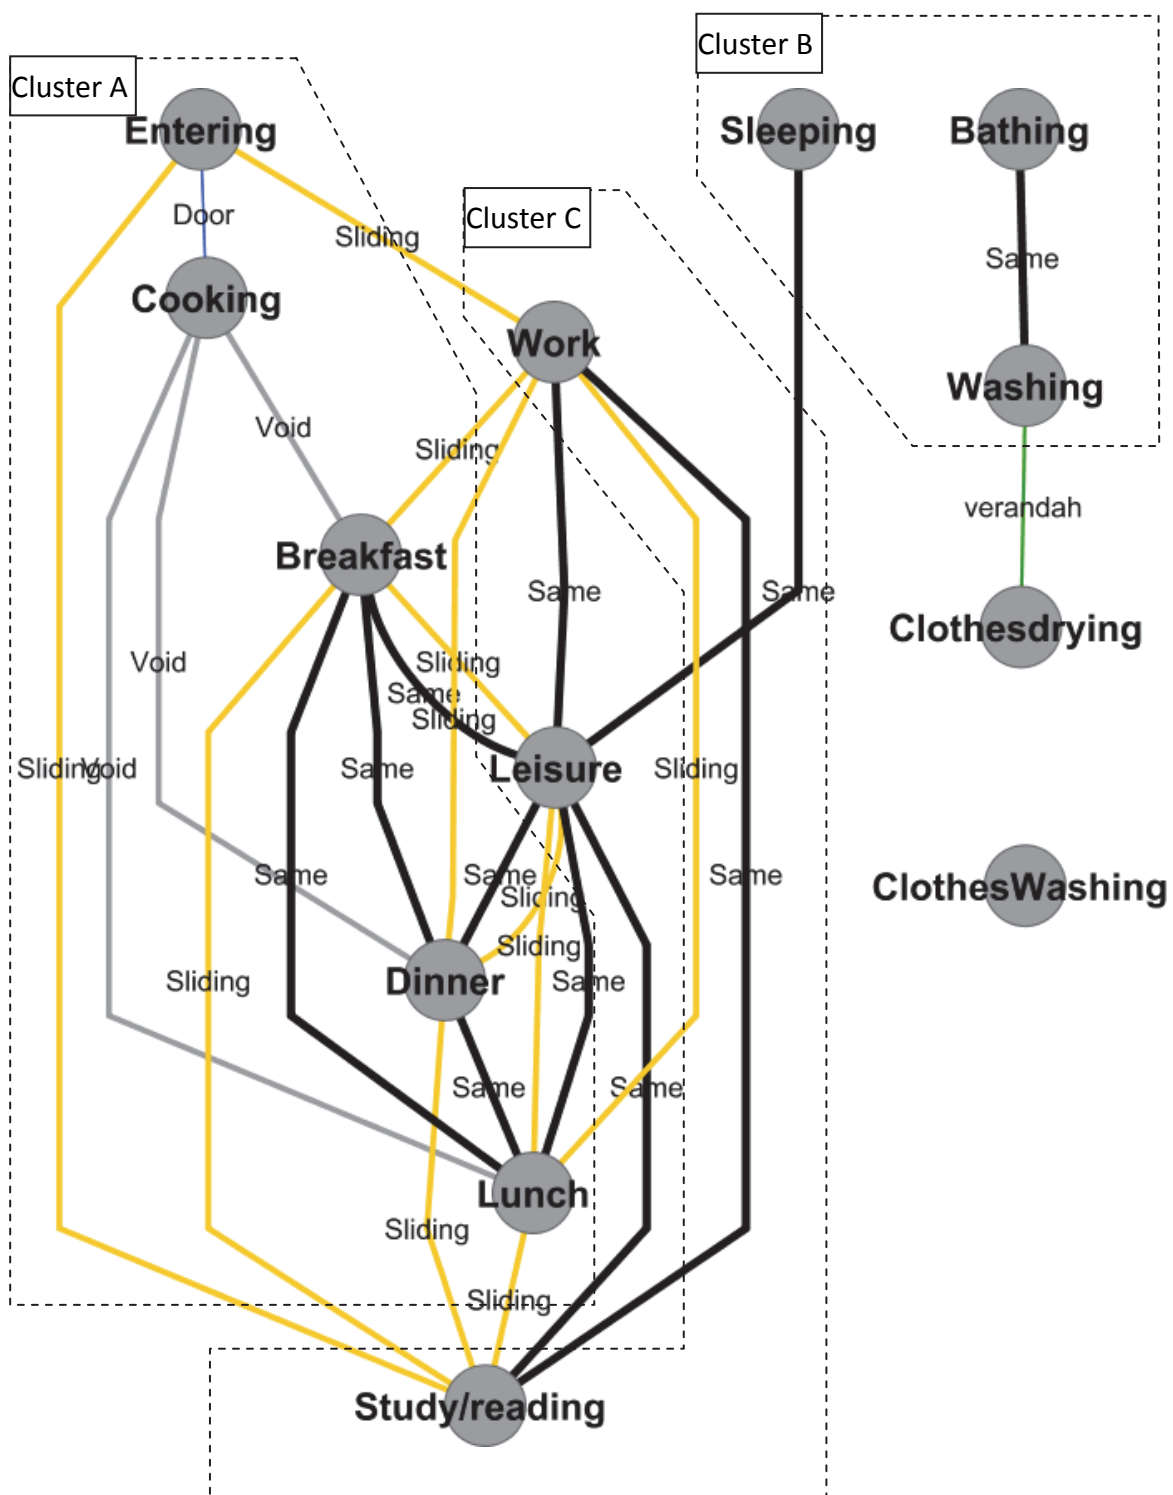 Cluster B
Cluster A
Entering
Sleeping
Bathing
Door
Cluster C
Sliding
Same
Cooking
Work
Washing
Void
Sliding
verandah
Breakfast
Same
Same
Clothesdrying
Void
Sliding
Same
Sliding
Sliding
Void
Same
Leisure
Sliding
Same
Same
Same
ClothesWashing
Sliding
Sliding
Sliding
Dinner
Same
Same
Same
Lunch
Sliding
Sliding
Study/reading